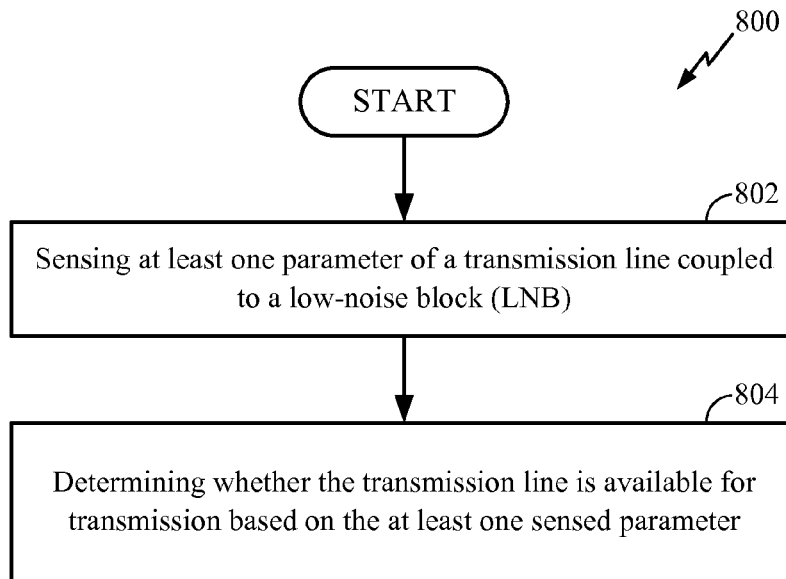 800
START
802
Sensing at least one parameter of a transmission line coupled
to a low-noise block (LNB)
804
Determining whether the transmission line is available for
transmission based on the at least one sensed parameter